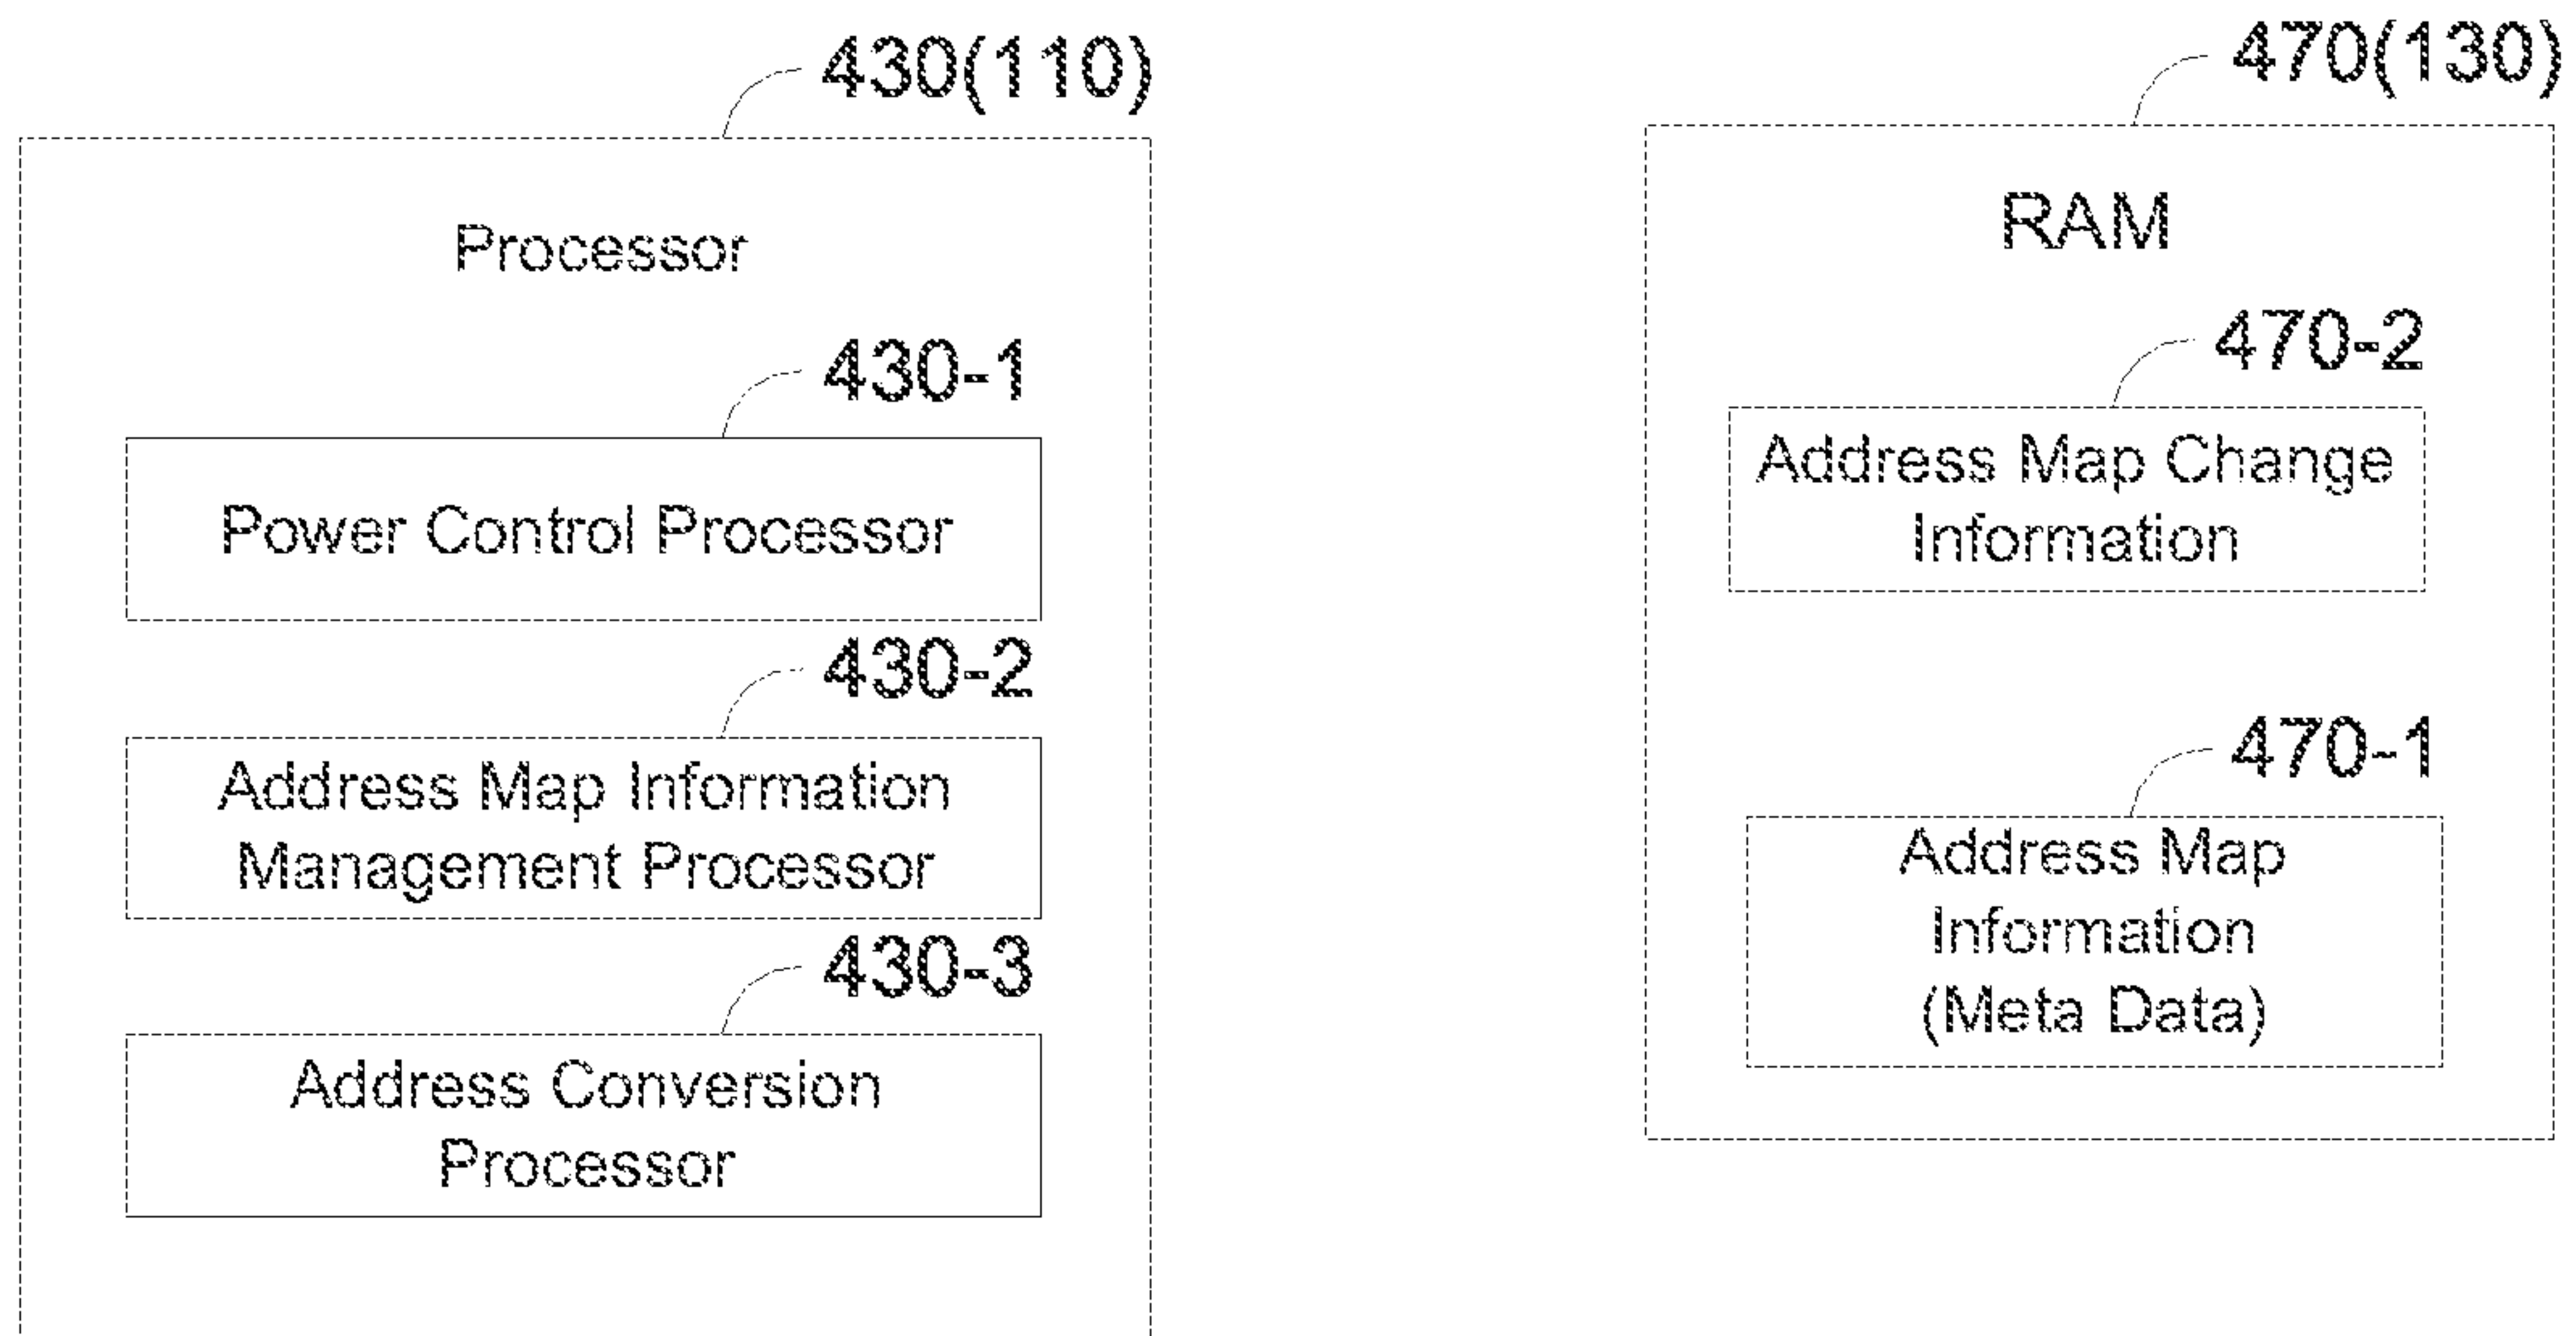 430(110)
Processor
430-1
Power Control Processor
430-2
Address Map Information
Management Processor
430-3
Address Conversion
Processor
470(130)
RAM
470-2
Address Map Change
Information
470-1
Address Map
Information
(Meta Data)